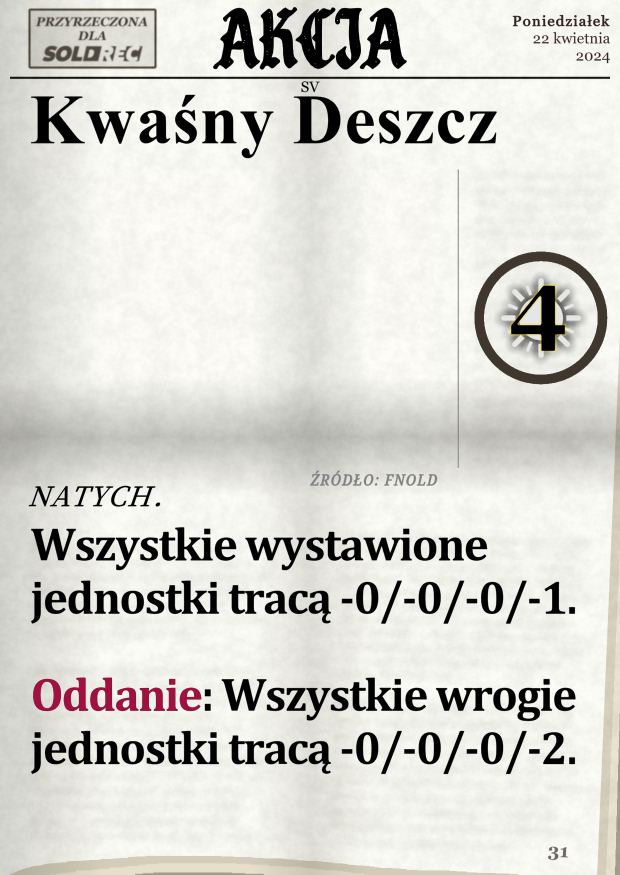 PRZYRZECZONA
DLA
SOLDREC
AKCJA
Poniedziałek
22 kwietnia
2024
SV
Kwaśny Deszcz
4
ŹRÓDŁO: FNOLD
NATYCH.
Wszystkie wystawione
jednostki tracą -0/-0/-0/-1.
Oddanie: Wszystkie wrogie
jednostki tracą -0/-0/-0/-2.
31